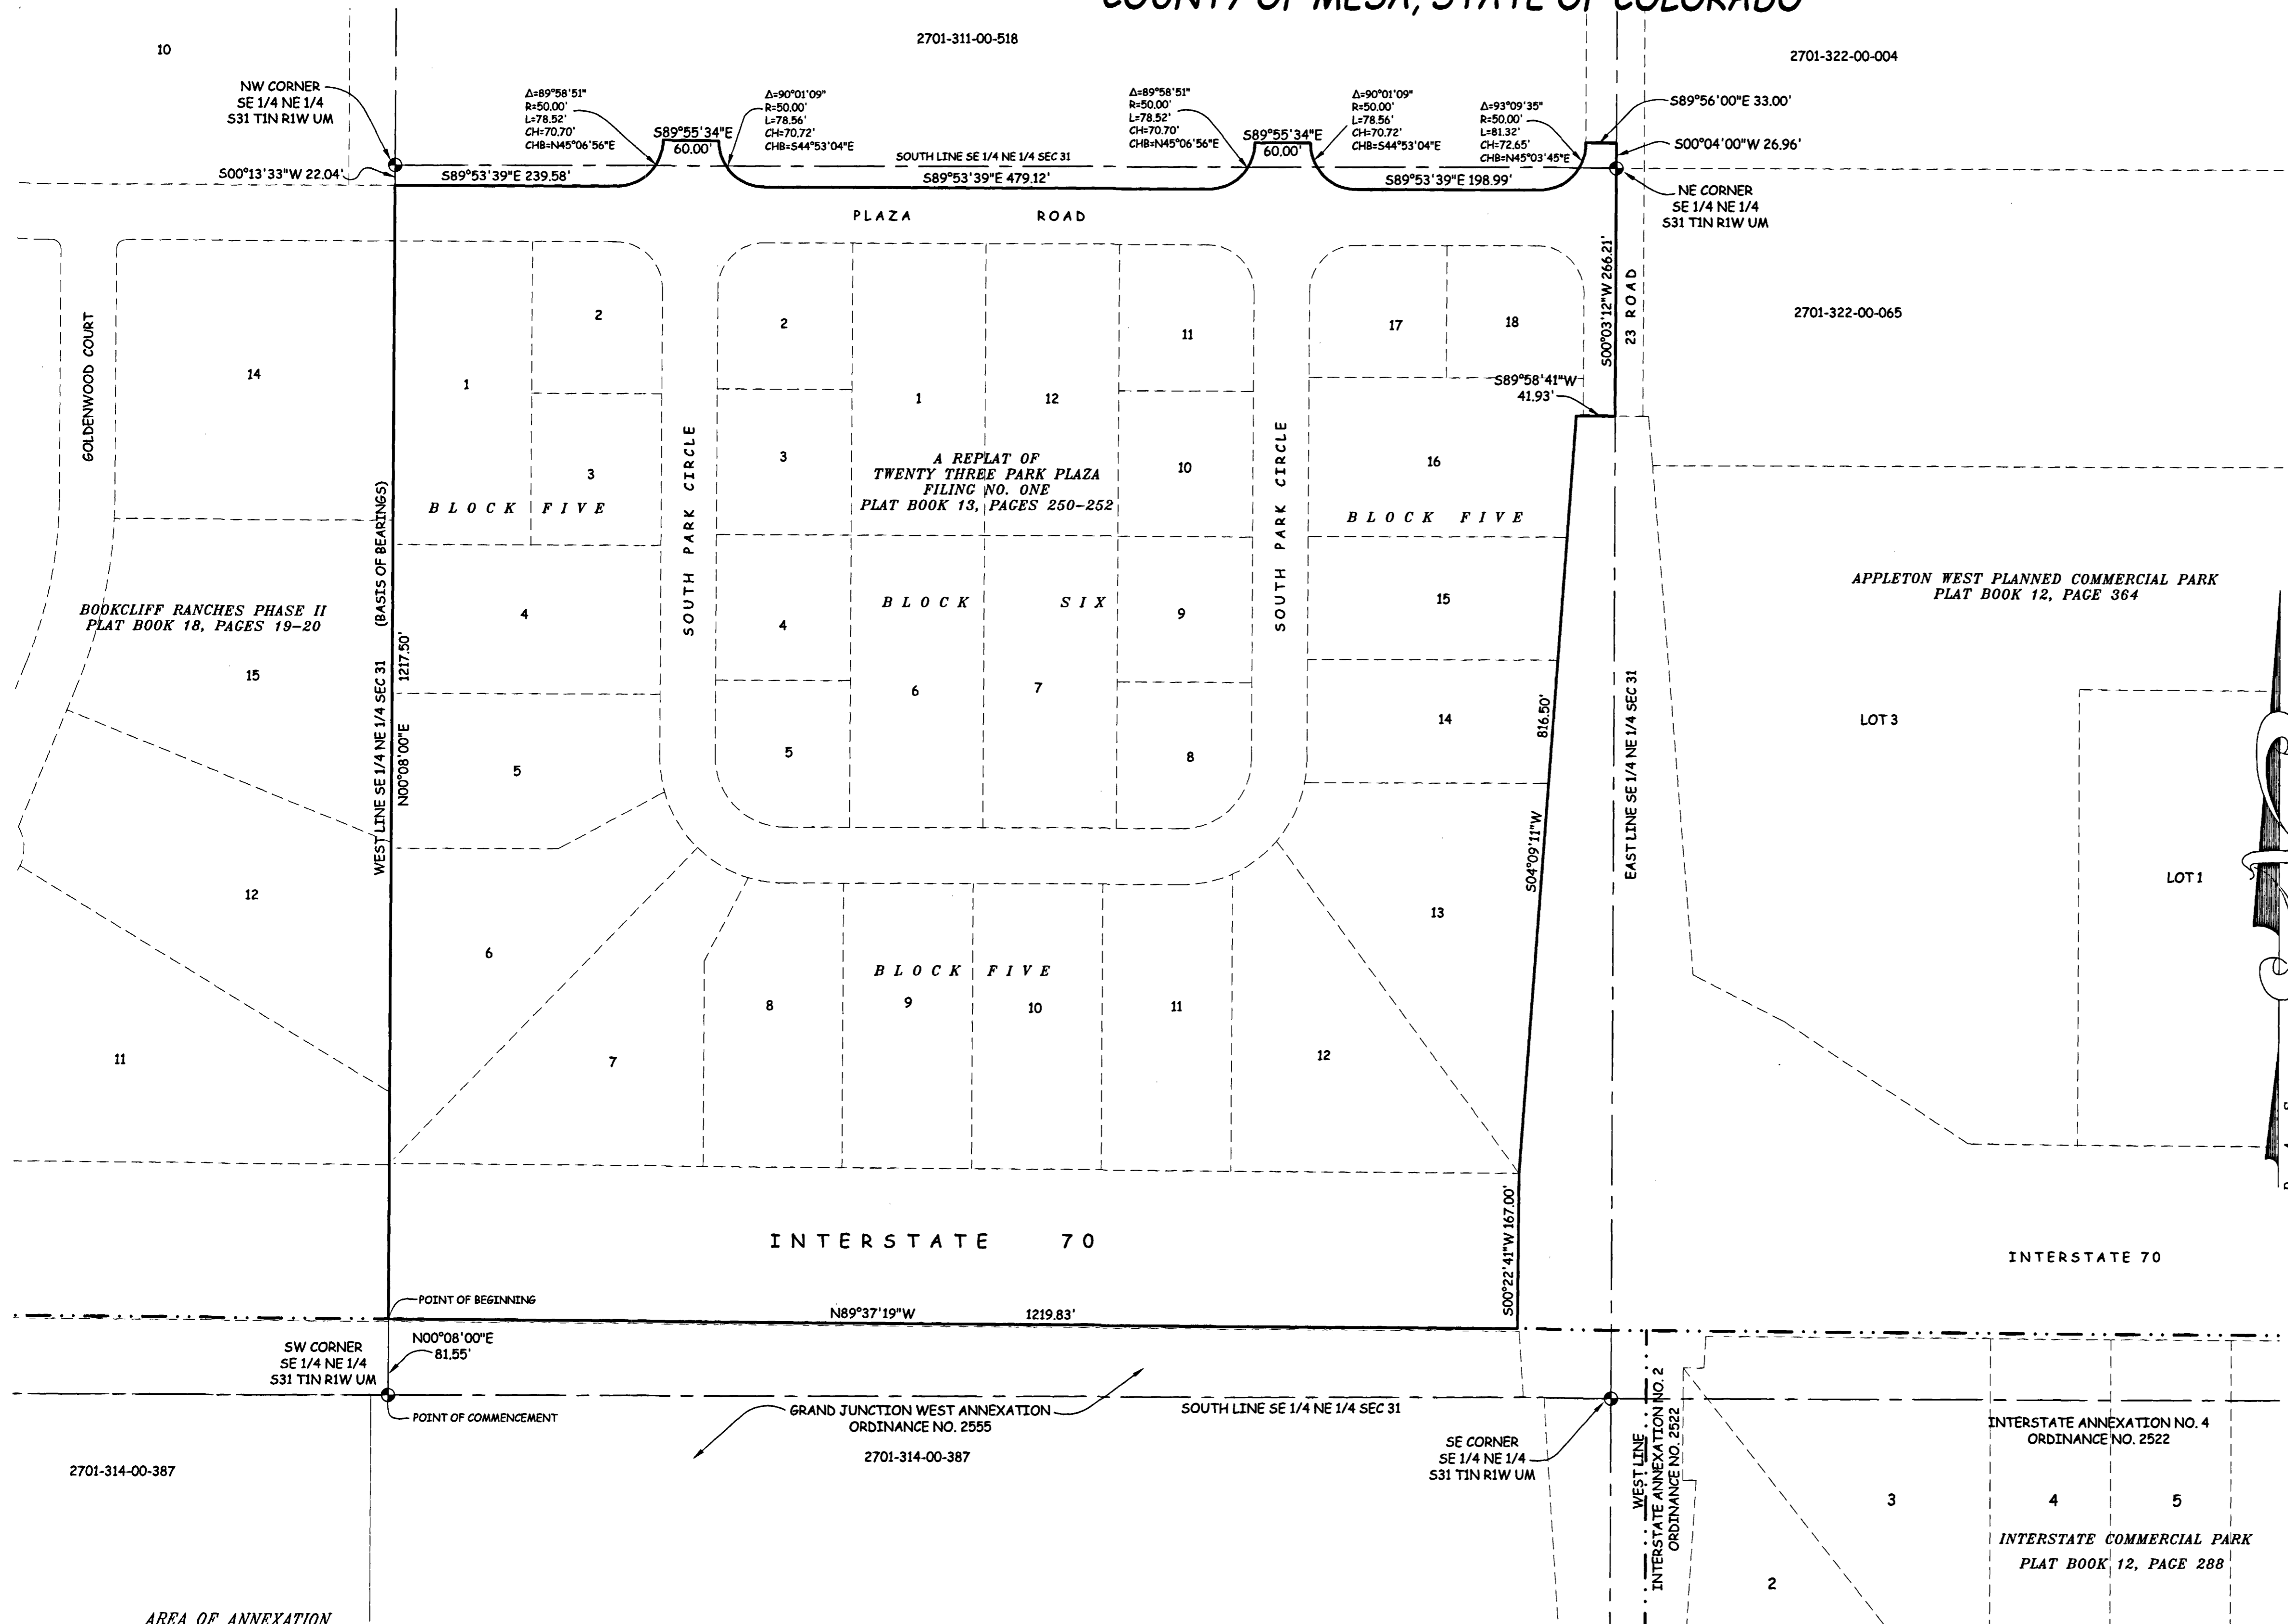 COUNTY OF MESA, STATE OF COLORADO
10
2701-311-00-518
2701-322-00-004
NW CORNER
SE 1/4 NE 1/4
S31 T1N R1W UM
Δ=89°58'51"
R=50.00'
L=78.52'
CH=70.70'
CHB=N45°06'56"E
Δ=90°01'09"
R=50.00'
L=78.56'
CH=70.72'
CHB=S44°53'04"E
Δ=89°58'51"
R=50.00'
L=78.52'
CH=70.70'
CHB=N45°06'56"E
Δ=90°01'09"
R=50.00'
L=78.56'
CH=70.72'
CHB=S44°53'04"E
Δ=93°09'35"
R=50.00'
L=81.32'
CH=72.65'
CHB=N45°03'45"E
S89°56'00"E 33.00'
S00°04'00"W 26.96'
S89°55'34"E
60.00'
S89°55'34"E
60.00'
SOUTH LINE SE 1/4 NE 1/4 SEC 31
S00°13'33"W 22.04'
S89°53'39"E 239.58'
S89°53'39"E 479.12'
S89°53'39"E 198.99'
NE CORNER
SE 1/4 NE 1/4
S31 T1N R1W UM
PLAZA ROAD
S00°03'12"W 266.21'
23 ROAD
2701-322-00-065
GOLDENWOOD COURT
14
1
2
3
2
3
1
12
11
10
17
18
S89°58'41"W
41.93'
16
A REPLAT OF
TWENTY THREE PARK PLAZA
FILING NO. ONE
PLAT BOOK 13, PAGES 250-252
BLOCK FIVE
BLOCK FIVE
SOUTH PARK CIRCLE
SOUTH PARK CIRCLE
WEST LINE SE 1/4 NE 1/4 SEC 31 (BASIS OF BEARINGS)
N00°08'00"E 1217.50'
BOOKCLIFF RANCHES PHASE II
PLAT BOOK 18, PAGES 19-20
15
4
4
BLOCK SIX
9
15
APPLETON WEST PLANNED COMMERCIAL PARK
PLAT BOOK 12, PAGE 364
6
7
14
LOT 3
5
5
8
S04°09'11"W 816.50'
EAST LINE SE 1/4 NE 1/4 SEC 31
LOT 1
12
13
6
BLOCK FIVE
8
9
10
11
11
7
12
S00°22'41"W 167.00'
INTERSTATE 70
INTERSTATE 70
POINT OF BEGINNING
N89°37'19"W 1219.83'
N00°08'00"E
81.55'
SW CORNER
SE 1/4 NE 1/4
S31 T1N R1W UM
POINT OF COMMENCEMENT
GRAND JUNCTION WEST ANNEXATION
ORDINANCE NO. 2555
SOUTH LINE SE 1/4 NE 1/4 SEC 31
2701-314-00-387
2701-314-00-387
SE CORNER
SE 1/4 NE 1/4
S31 T1N R1W UM
WEST LINE
INTERSTATE ANNEXATION NO. 2
ORDINANCE NO. 2522
INTERSTATE ANNEXATION NO. 4
ORDINANCE NO. 2522
3
4
5
2
INTERSTATE COMMERCIAL PARK
PLAT BOOK 12, PAGE 288
AREA OF ANNEXATION